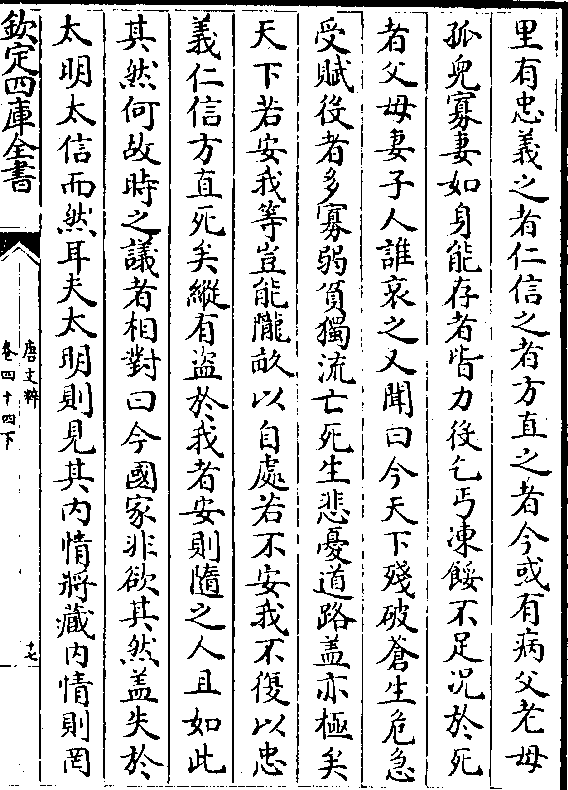 里有忠義之者仁信之者方直之者今或有病父老母
孤兒寡妻如身能存者皆力役乞丐凍餒不足况於死
者父母妻子人誰哀之又聞曰今天下殘破蒼生危急
受賦役者多寡弱貧獨流亡死生悲憂道路盖亦極矣
天下若安我等豈能隴畝以自處若不安我不復以忠
義仁信方直死矣縱有盜於我者安則隨之人且如此
其然何故時之議者相對曰今國家非欲其然盖失於
太明太信而然耳夫太明則見其内情將藏内情則罔
欽定四庫全書
唐文粹
卷四十四下
十七